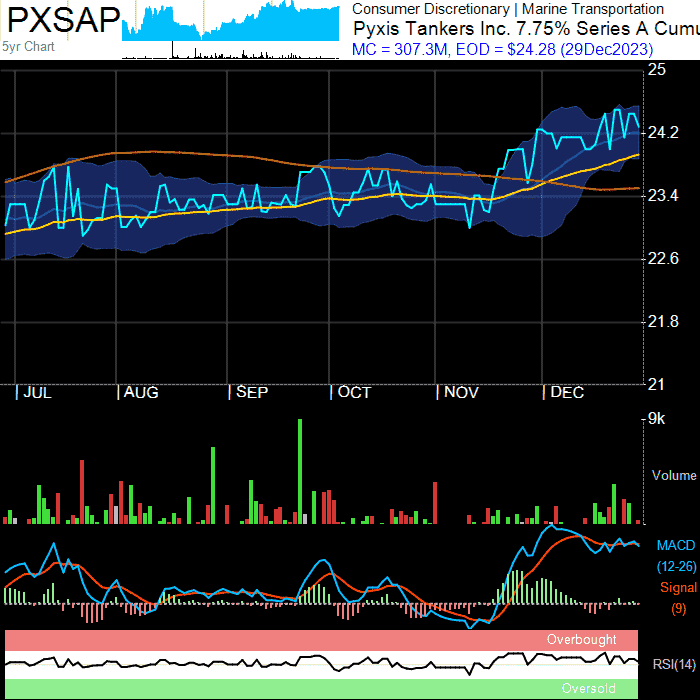 PXSAP
5yr Chart
Consumer Discretionary | Marine Transportation
Pyxis Tankers Inc. 7.75% Series A Cumu
MC = 307.3M, EOD = $24.28 (29Dec2023)
25
24.2
23.4
22.6
21.8
21
| JUL | AUG | SEP | OCT | NOV | DEC
9k
Volume
MACD
(12-26)
Signal
(9)
Overbought
RSI(14)
Oversold